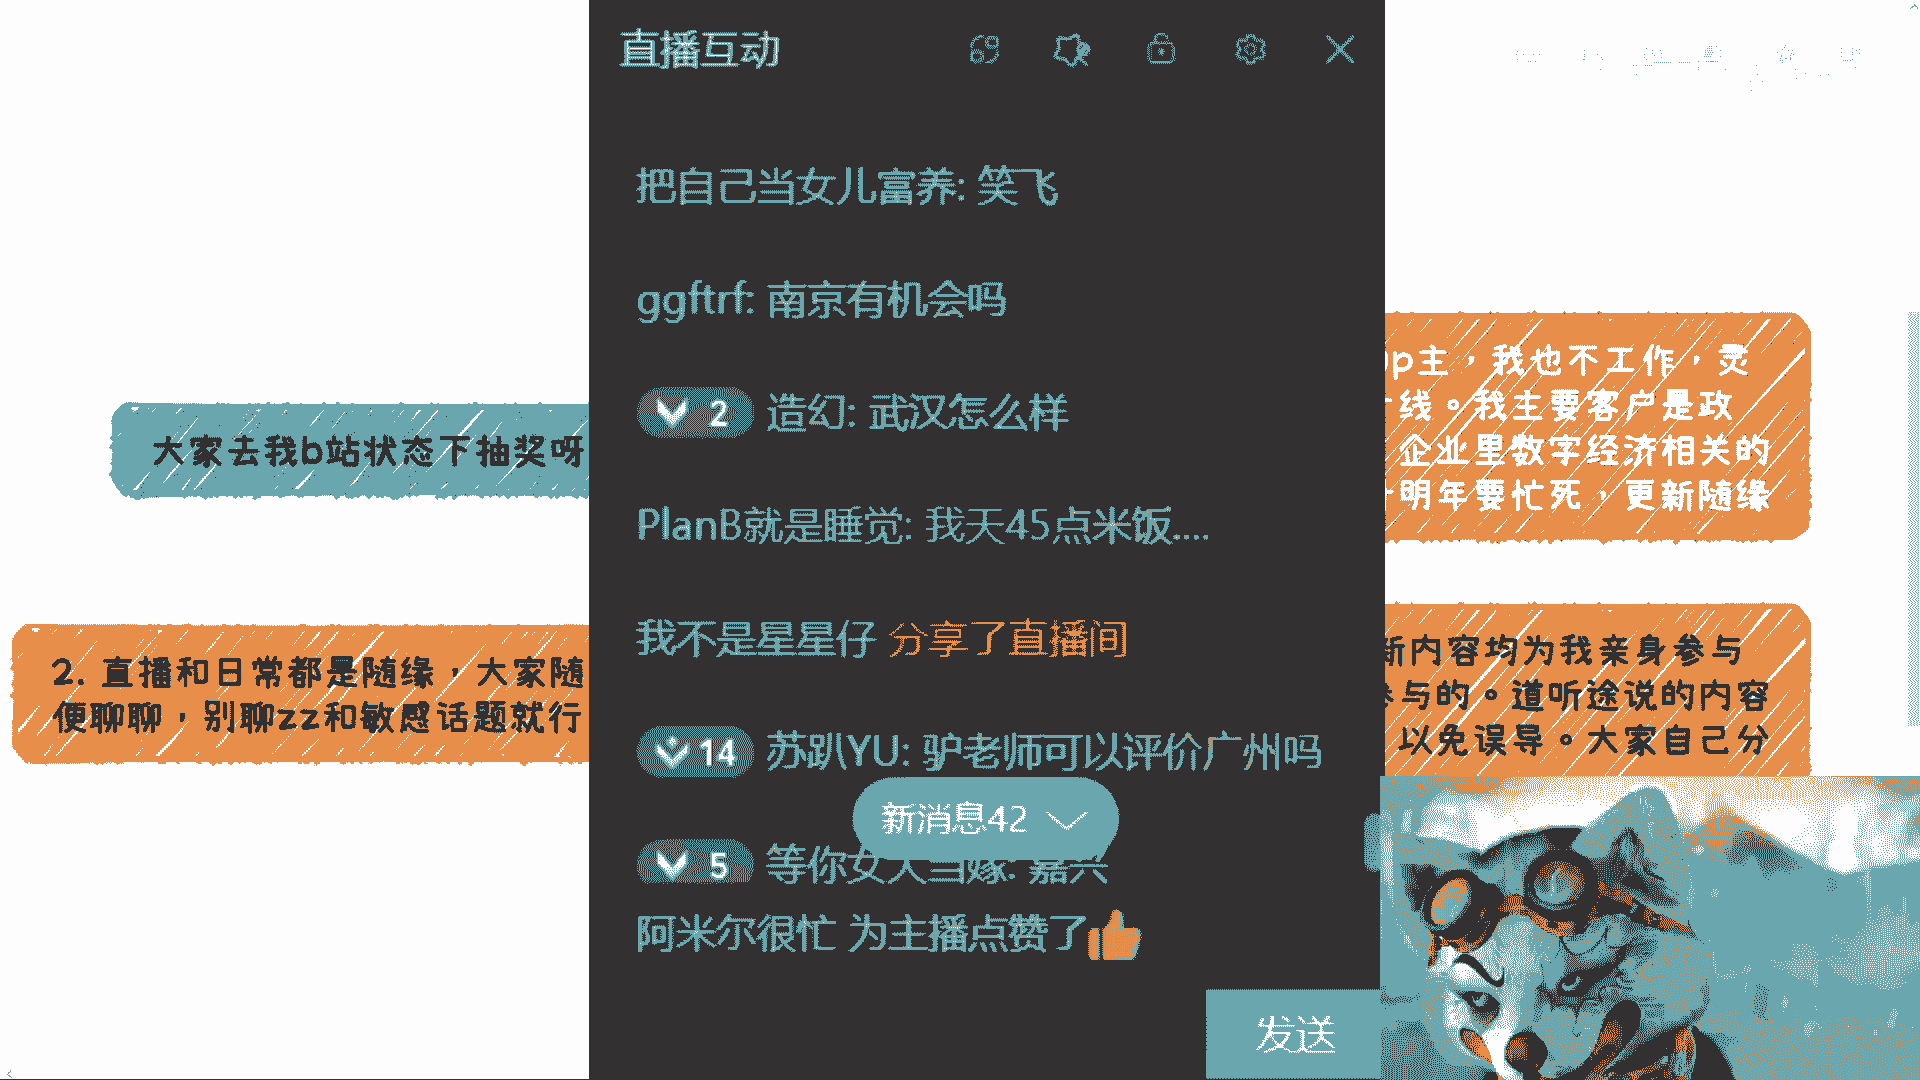 直播互动
把自己当女儿富养: 笑飞
ggftrf: 南京有机会吗
2 造幻: 武汉怎么样
PlanB就是睡觉: 我天45点米饭....
我不是星星仔 分享了直播间
14 苏趴YU: 驴老师可以评价广州吗
新消息42
5 等你女人当嫁: 嘉兴
阿米尔很忙 为主播点赞了
发送
大家去我b站状态下抽奖呀
2. 直播和日常都是随缘，大家随
便聊聊，别聊zz和敏感话题就行
p主，我也不工作，灵
线。我主要客户是政
企业里数字经济相关的
明年要忙死，更新随缘
新内容均为我亲身参与
参与的。道听途说的内容
以免误导。大家自己分